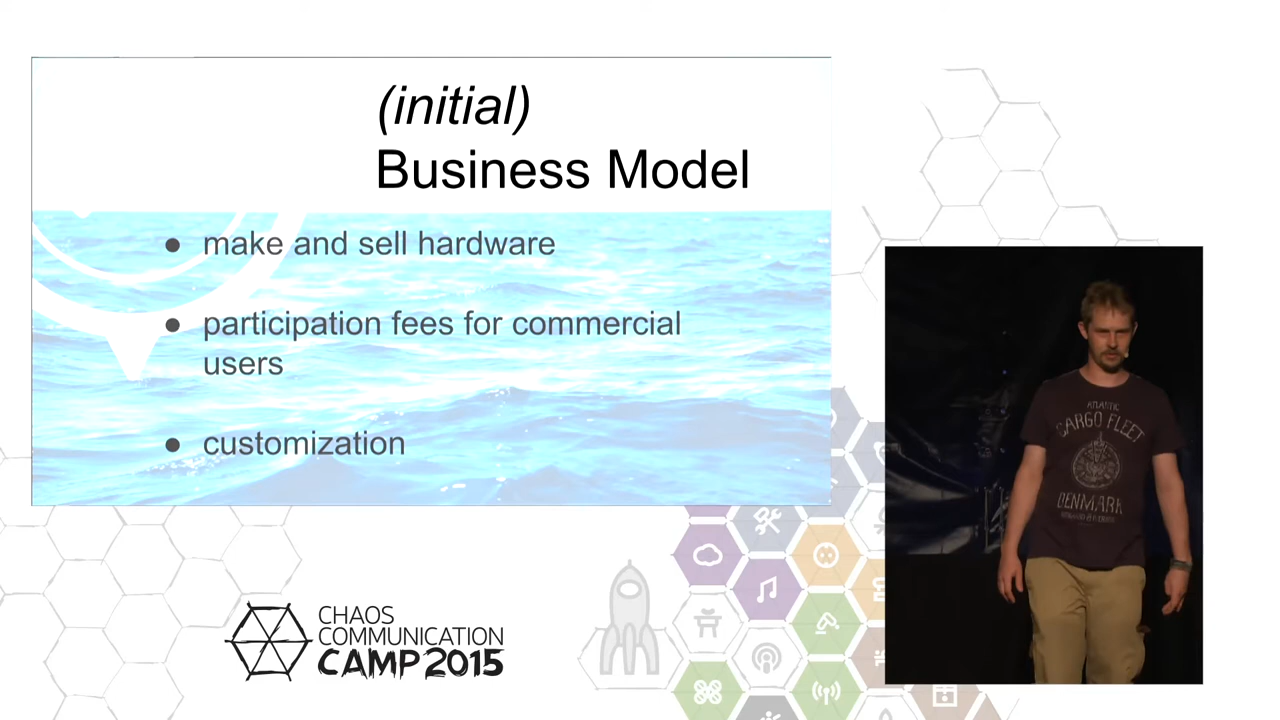 (initial)
Business Model
● make and sell hardware
● participation fees for commercial
users
● customization
ATLANTIC
CARGO FLEET
DENMARK
CHAOS
COMMUNICATION
CAMP 2015